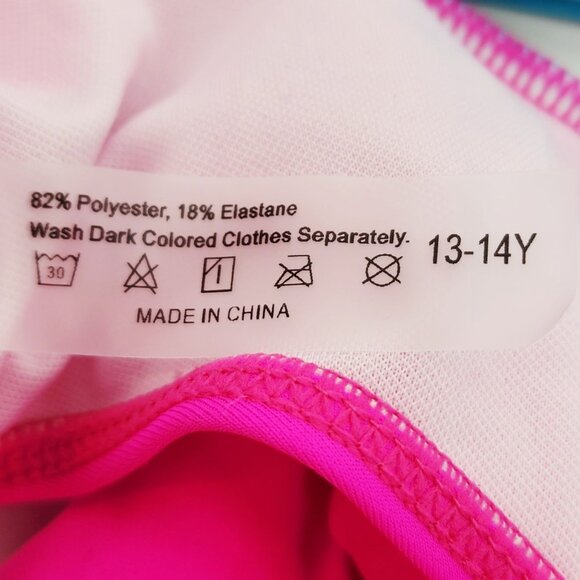 82% Polyester, 18% Elastane
Wash Dark Colored Clothes Separately.
13-14Y
30
MADE IN CHINA